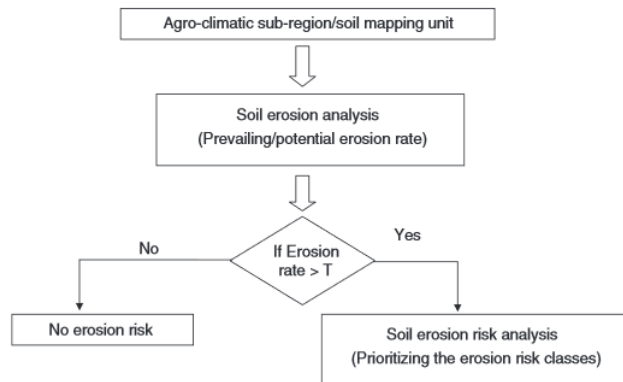 Agro-climatic sub-region/soil mapping unit
Soil erosion analysis
(Prevailing/potential erosion rate)
No
Yes
If Erosion
rate > T
No erosion risk
Soil erosion risk analysis
(Prioritizing the erosion risk classes)